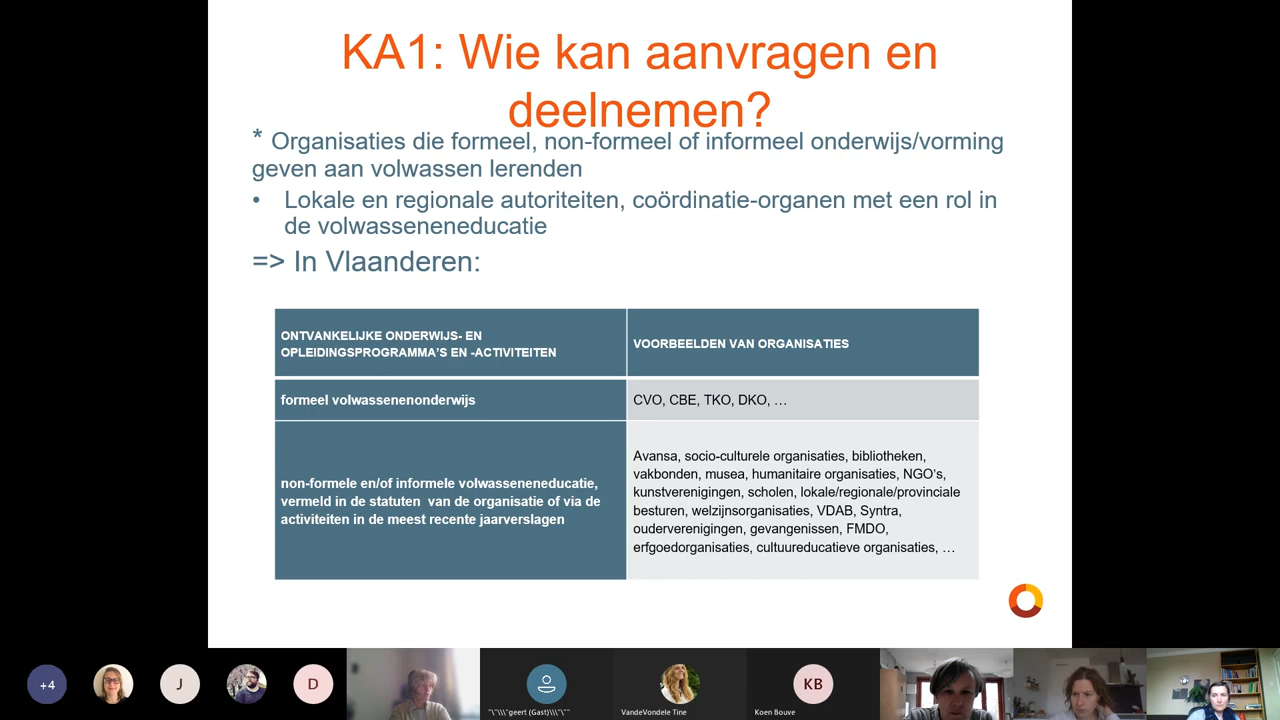 KA1: Wie kan aanvragen en
deelnemen?
* Organisaties die formeel, non-formeel of informeel onderwijs/vorming
geven aan volwassen lerenden
• Lokale en regionale autoriteiten, coördinatie-organen met een rol in
de volwasseneneducatie
=> In Vlaanderen:
ONTVANKELIJKE ONDERWIJS- EN
OPLEIDINGSPROGRAMMA'S EN -ACTIVITEITEN
VOORBEELDEN VAN ORGANISATIES
formeel volwassenenonderwijs
CVO, CBE, TKO, DKO, …
non-formele en/of informele volwasseneneducatie,
vermeld in de statuten van de organisatie of via de
activiteiten in de meest recente jaarverslagen
Avansa, socio-culturele organisaties, bibliotheken,
vakbonden, musea, humanitaire organisaties, NGO's,
kunstverenigingen, scholen, lokale/regionale/provinciale
besturen, welzijnsorganisaties, VDAB, Syntra,
ouderverenigingen, gevangenissen, FMDO,
erfgoedorganisaties, cultuureducatieve organisaties, …
+4
J
D
"\"\\\"geert (Gast)\\\"\""
VandeVondele Tine
KB
Koen Bouve